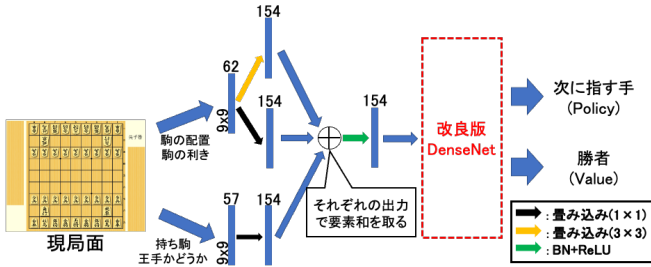 154
62
9x9
154
154
駒の配置
駒の利き
現局面
57
9x9
154
持ち駒
王手かどうか
それぞれの出力
で要素和を取る
改良版
DenseNet
次に指す手
(Policy)
勝者
(Value)
：畳み込み(1×1)
：畳み込み(3×3)
：BN+ReLU